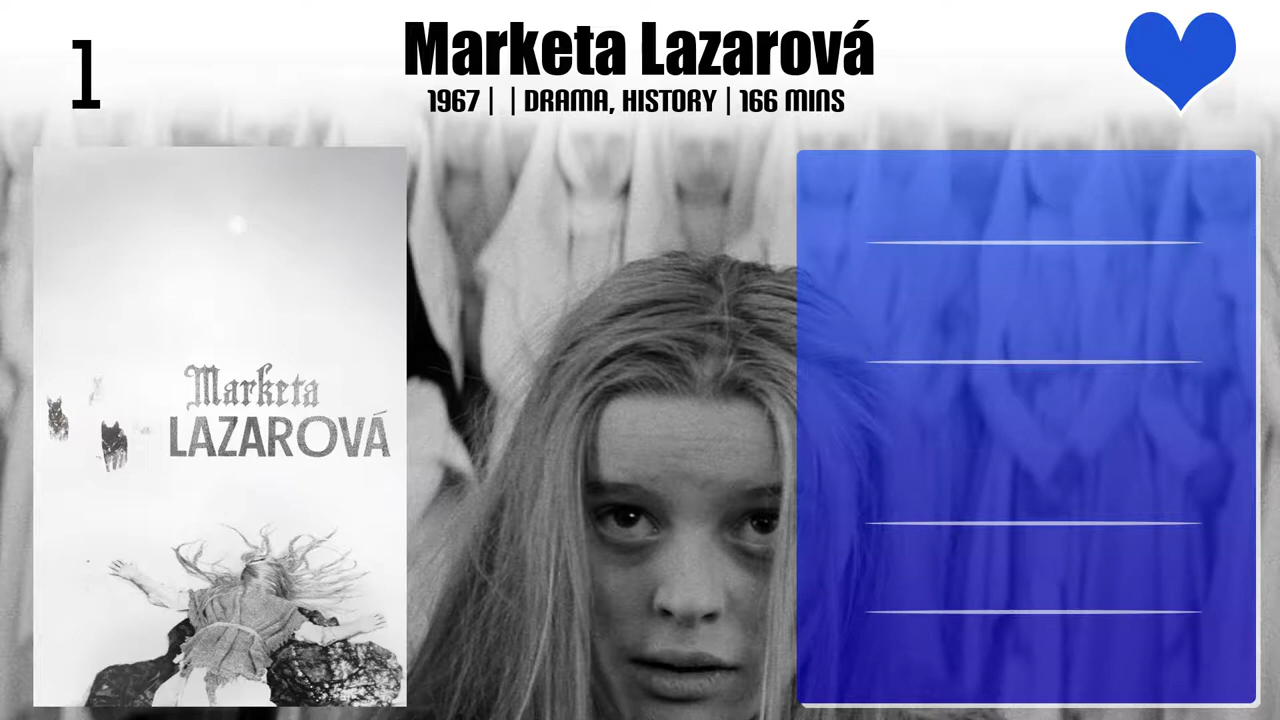 1
Marketa Lazarová
1967 | | DRAMA, HISTORY | 166 MINS
Marketa
LAZAROVÁ